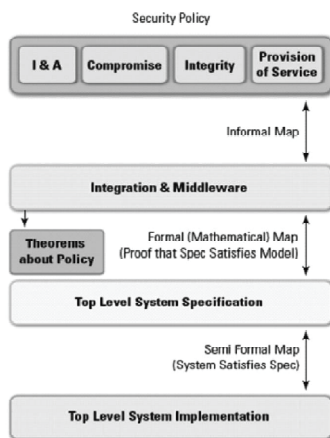 Security Policy
I & A
Compromise
Integrity
Provision
of Service
Informal Map
Integration & Middleware
Theorems
about Policy
Formal (Mathematical) Map
(Proof that Spec Satisfies Model)
Top Level System Specification
Semi Formal Map
(System Satisfies Spec)
Top Level System Implementation